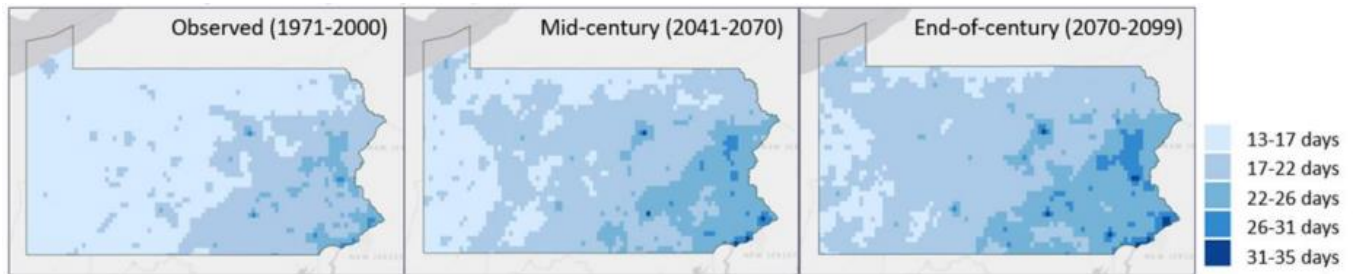 Observed (1971-2000)
Mid-century (2041-2070)
End-of-century (2070-2099)
13-17 days
17-22 days
22-26 days
26-31 days
31-35 days